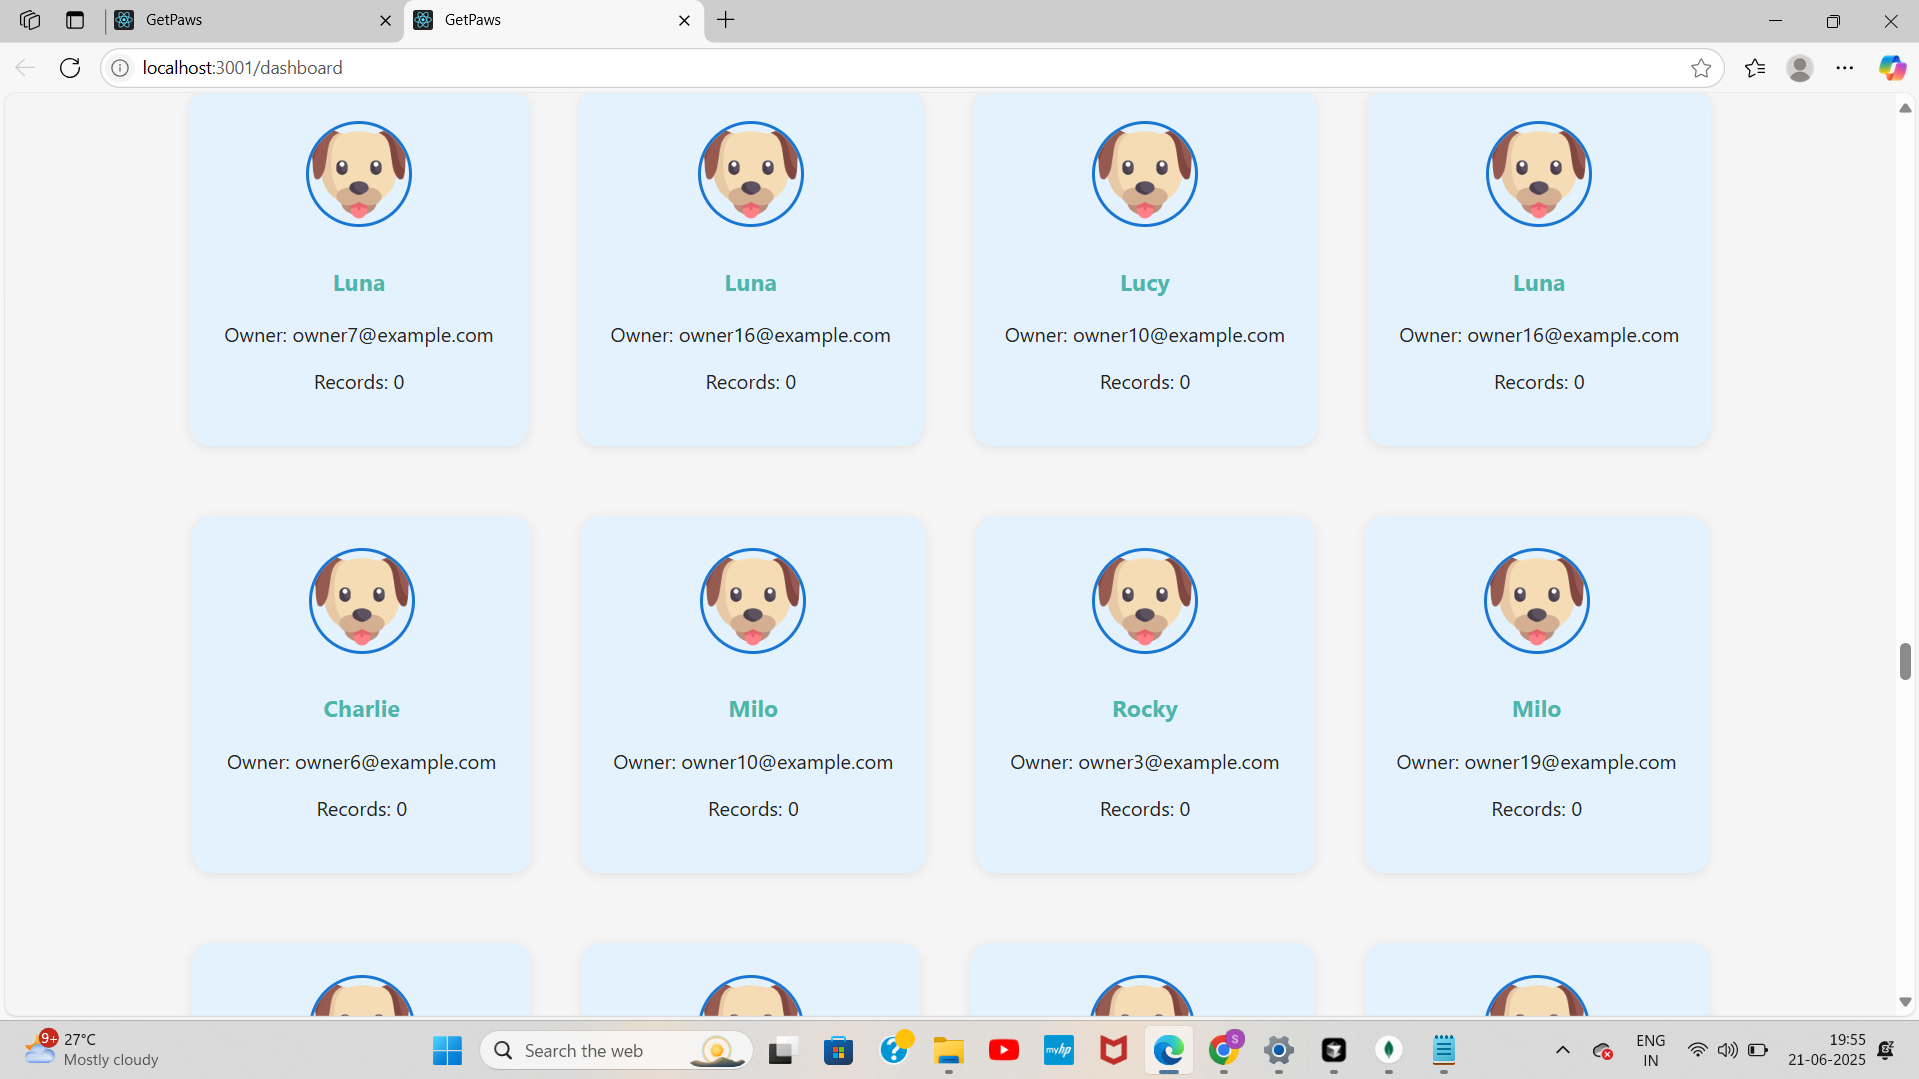 GetPaws
GetPaws
localhost:3001/dashboard
Luna
Luna
Lucy
Luna
Owner: owner7@example.com
Owner: owner16@example.com
Owner: owner10@example.com
Owner: owner16@example.com
Records: 0
Records: 0
Records: 0
Records: 0
Charlie
Milo
Rocky
Milo
Owner: owner6@example.com
Owner: owner10@example.com
Owner: owner3@example.com
Owner: owner19@example.com
Records: 0
Records: 0
Records: 0
Records: 0
9+
27°C
Mostly cloudy
Search the web
myhp
S
ENG
IN
19:55
21-06-2025